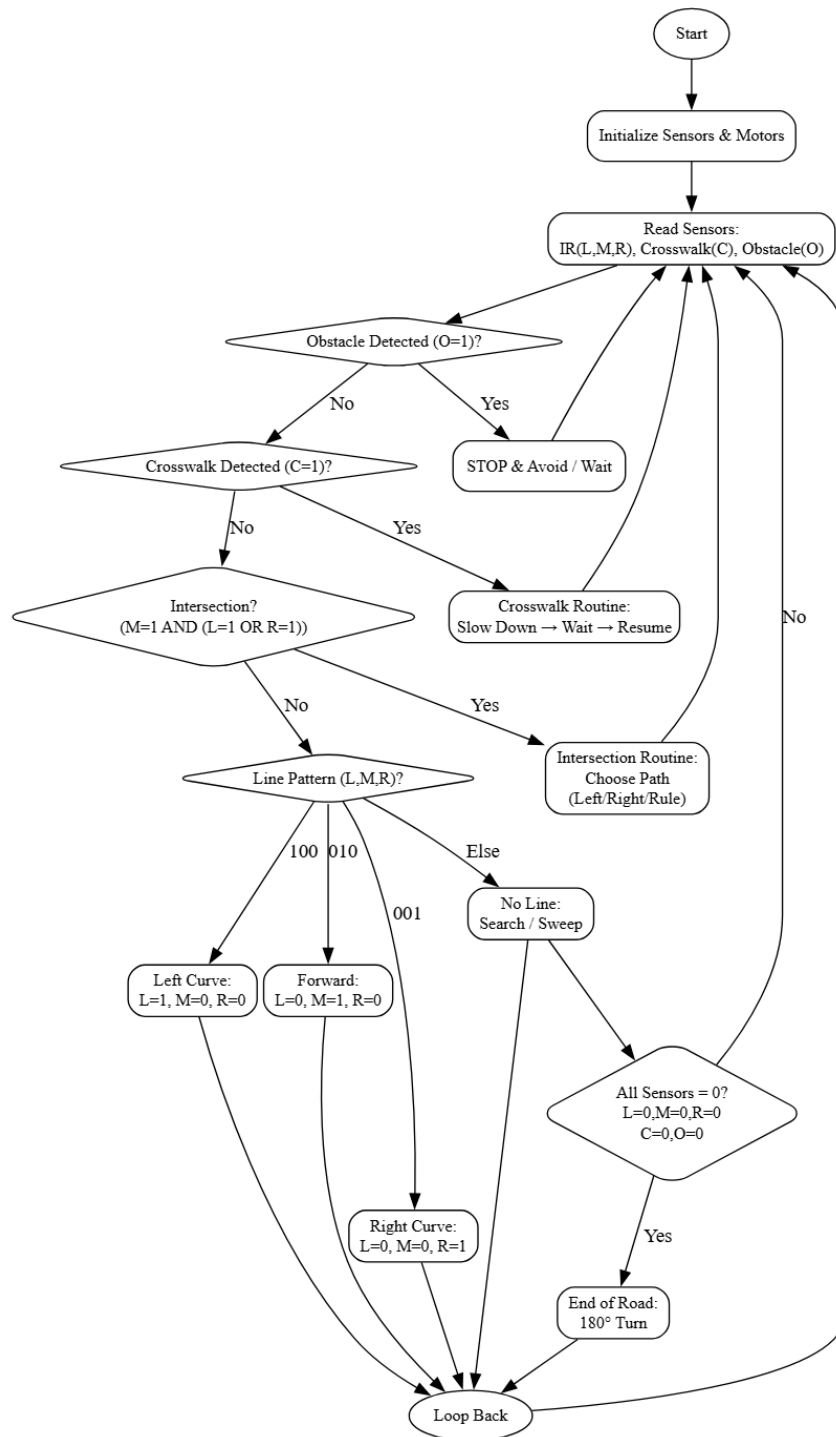 Start
Initialize Sensors & Motors
Read Sensors:
IR(L,M,R), Crosswalk(C), Obstacle(O)
Obstacle Detected (O=1)?
No
Yes
Crosswalk Detected (C=1)?
STOP & Avoid / Wait
No
Yes
No
Intersection?
(M=1 AND (L=1 OR R=1))
Crosswalk Routine:
Slow Down → Wait → Resume
No
Yes
Line Pattern (L,M,R)?
Intersection Routine:
Choose Path
(Left/Right/Rule)
100
010
Else
001
No Line:
Search / Sweep
Left Curve:
L=1, M=0, R=0
Forward:
L=0, M=1, R=0
All Sensors = 0?
L=0,M=0,R=0
C=0,O=0
Right Curve:
L=0, M=0, R=1
Yes
End of Road:
180° Turn
Loop Back